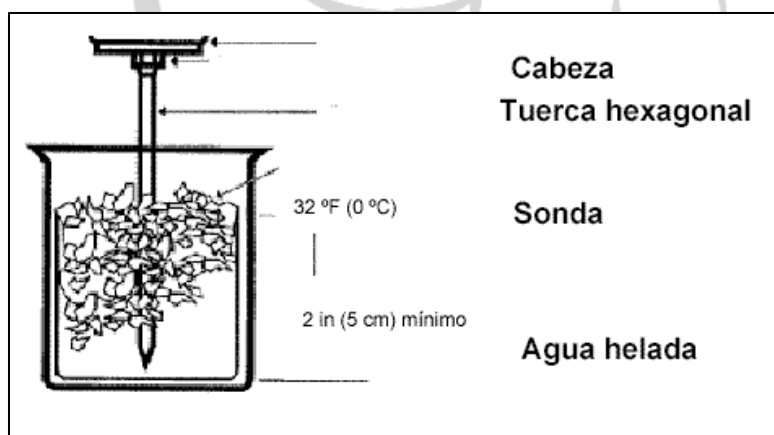 Cabeza
Tuerca hexagonal
32 ºF (0 ºC)
Sonda
2 in (5 cm) mínimo
Agua helada